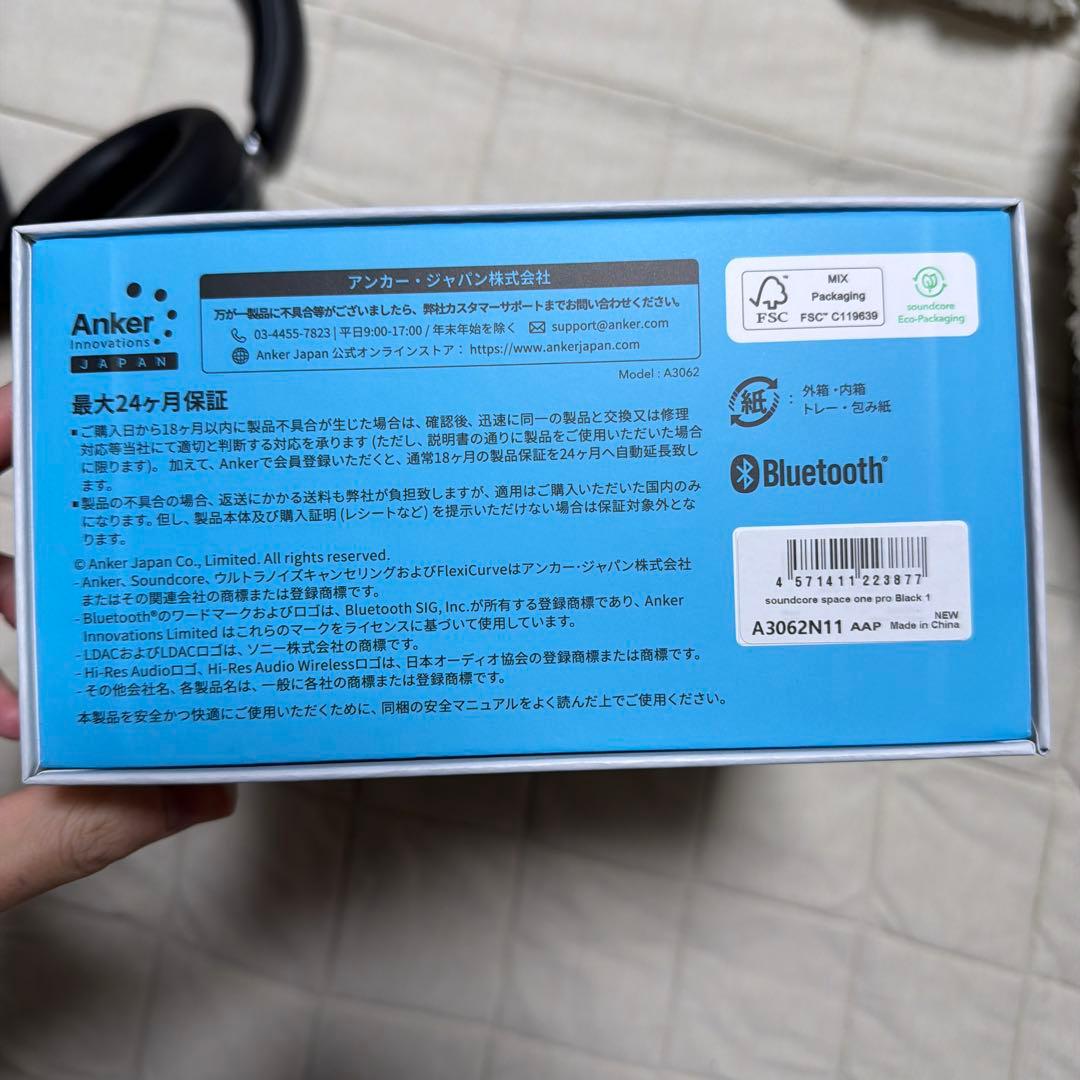 Anker
Innovations
JAPAN
アンカー・ジャパン株式会社
万が一製品に不具合等がございましたら、弊社カスタマーサポートまでお問い合わせください。
03-4455-7823 | 平日9:00-17:00 / 年末年始を除く support@anker.com
Anker Japan 公式オンラインストア： https://www.ankerjapan.com
Model : A3062
最大24ヶ月保証
▪ご購入日から18ヶ月以内に製品不具合が生じた場合は、確認後、迅速に同一の製品と交換又は修理
対応等当社にて適切と判断する対応を承ります (ただし、説明書の通りに製品をご使用いただいた場合
に限ります)。 加えて、Ankerで会員登録いただくと、通常18ヶ月の製品保証を24ヶ月へ自動延長致し
ます。
▪製品の不具合の場合、返送にかかる送料も弊社が負担致しますが、適用はご購入いただいた国内のみ
になります。但し、製品本体及び購入証明 (レシートなど) を提示いただけない場合は保証対象外とな
ります。
© Anker Japan Co., Limited. All rights reserved.
- Anker、Soundcore、ウルトラノイズキャンセリングおよびFlexiCurveはアンカー・ジャパン株式会社
またはその関連会社の商標または登録商標です。
- Bluetooth®のワードマークおよびロゴは、Bluetooth SIG, Inc.が所有する登録商標であり、Anker
Innovations Limited はこれらのマークをライセンスに基づいて使用しています。
- LDACおよびLDACロゴは、ソニー株式会社の商標です。
- Hi-Res Audioロゴ、Hi-Res Audio Wirelessロゴは、日本オーディオ協会の登録商標または商標です。
- その他会社名、各製品名は、一般に各社の商標または登録商標です。
本製品を安全かつ快適にご使用いただくために、同梱の安全マニュアルをよく読んだ上でご使用ください。
FSC™
MIX
Packaging
FSC™ C119639
soundcore
Eco-Packaging
紙 : 外箱・内箱
トレー・包み紙
Bluetooth®
4 571411 223877
soundcore space one pro Black 1
NEW
A3062N11 AAP Made in China